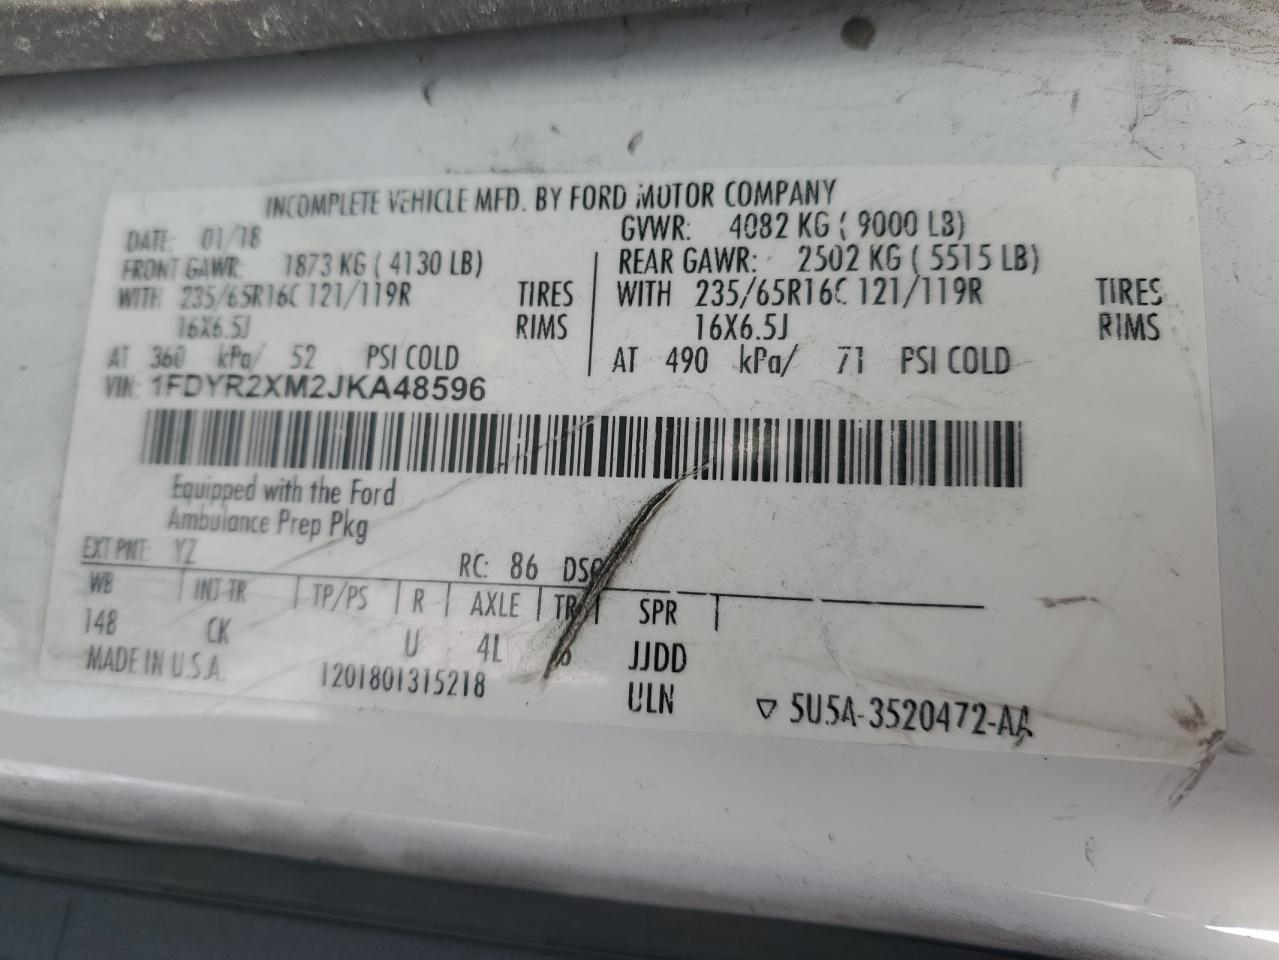 INCOMPLETE VEHICLE MFD. BY FORD MOTOR COMPANY
DATE: 01/18
GVWR: 4082 KG ( 9000 LB)
FRONT GAWR: 1873 KG ( 4130 LB)
WITH 235/65R16C 121/119R TIRES
16X6.5J RIMS
AT 360 kPa/ 52 PSI COLD
REAR GAWR: 2502 KG ( 5515 LB)
WITH 235/65R16C 121/119R TIRES
16X6.5J RIMS
AT 490 kPa/ 71 PSI COLD
VIN: 1FDYR2XM2JKA48596
Equipped with the Ford
Ambulance Prep Pkg
EXT PNT: YZ RC: 86
WB INT TR TP/PS R AXLE TR SPR
148 CK U 4L JJDD
MADE IN U.S.A. 1201801315218 ULN
▽ 5U5A-3520472-AA